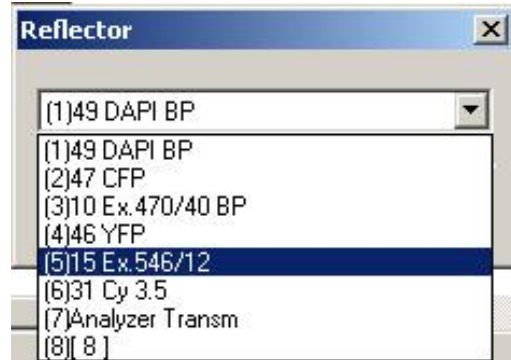 Reflector
(1)49 DAPI BP
(1)49 DAPI BP
(2)47 CFP
(3)10 Ex.470/40 BP
(4)46 YFP
(5)15 Ex.546/12
(6)31 Cy 3.5
(7)Analyzer Transm
(8)[ 8 ]